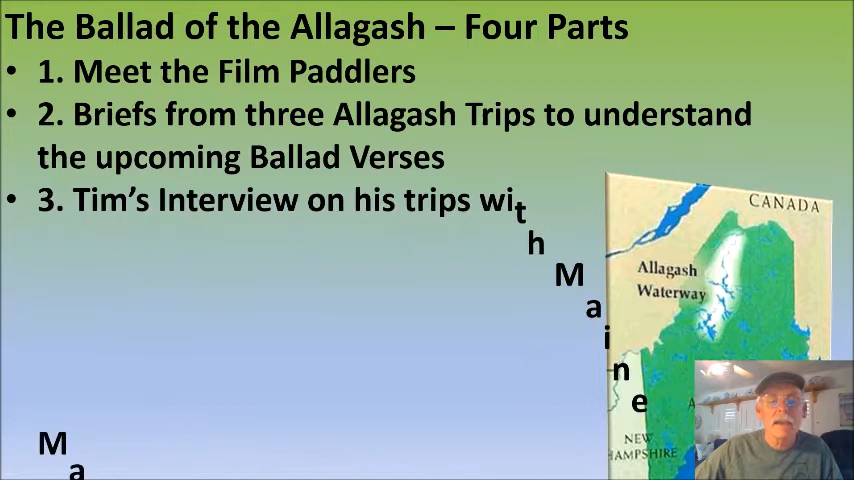 The Ballad of the Allagash – Four Parts
• 1. Meet the Film Paddlers
• 2. Briefs from three Allagash Trips to understand
the upcoming Ballad Verses
• 3. Tim's Interview on his trips with Maine
Ma
CANADA
Allagash
Waterway
NEW
HAMPSHIRE